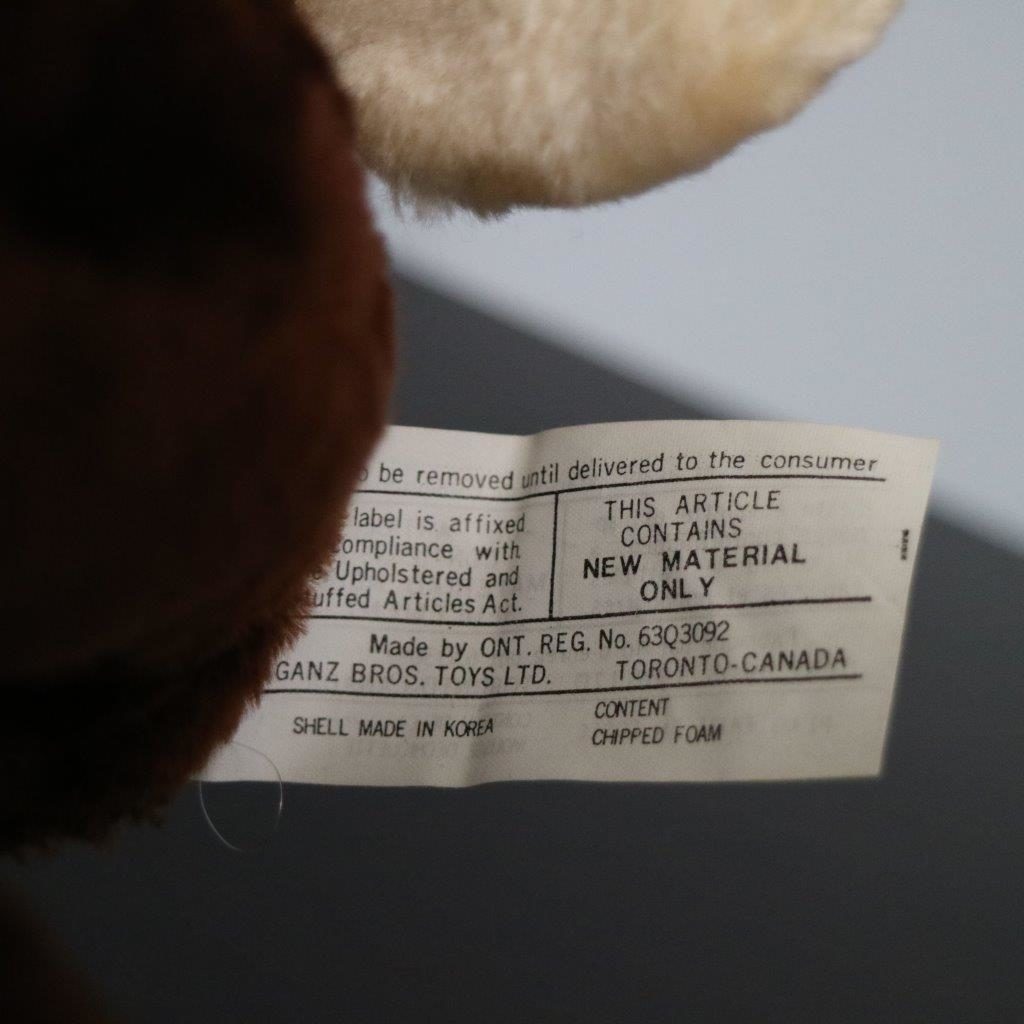 be removed until delivered to the consumer
label is affixed
compliance with
Upholstered and
uffed Articles Act.
THIS ARTICLE
CONTAINS
NEW MATERIAL
ONLY
Made by ONT. REG. No. 63Q3092
GANZ BROS. TOYS LTD. TORONTO-CANADA
SHELL MADE IN KOREA
CONTENT
CHIPPED FOAM